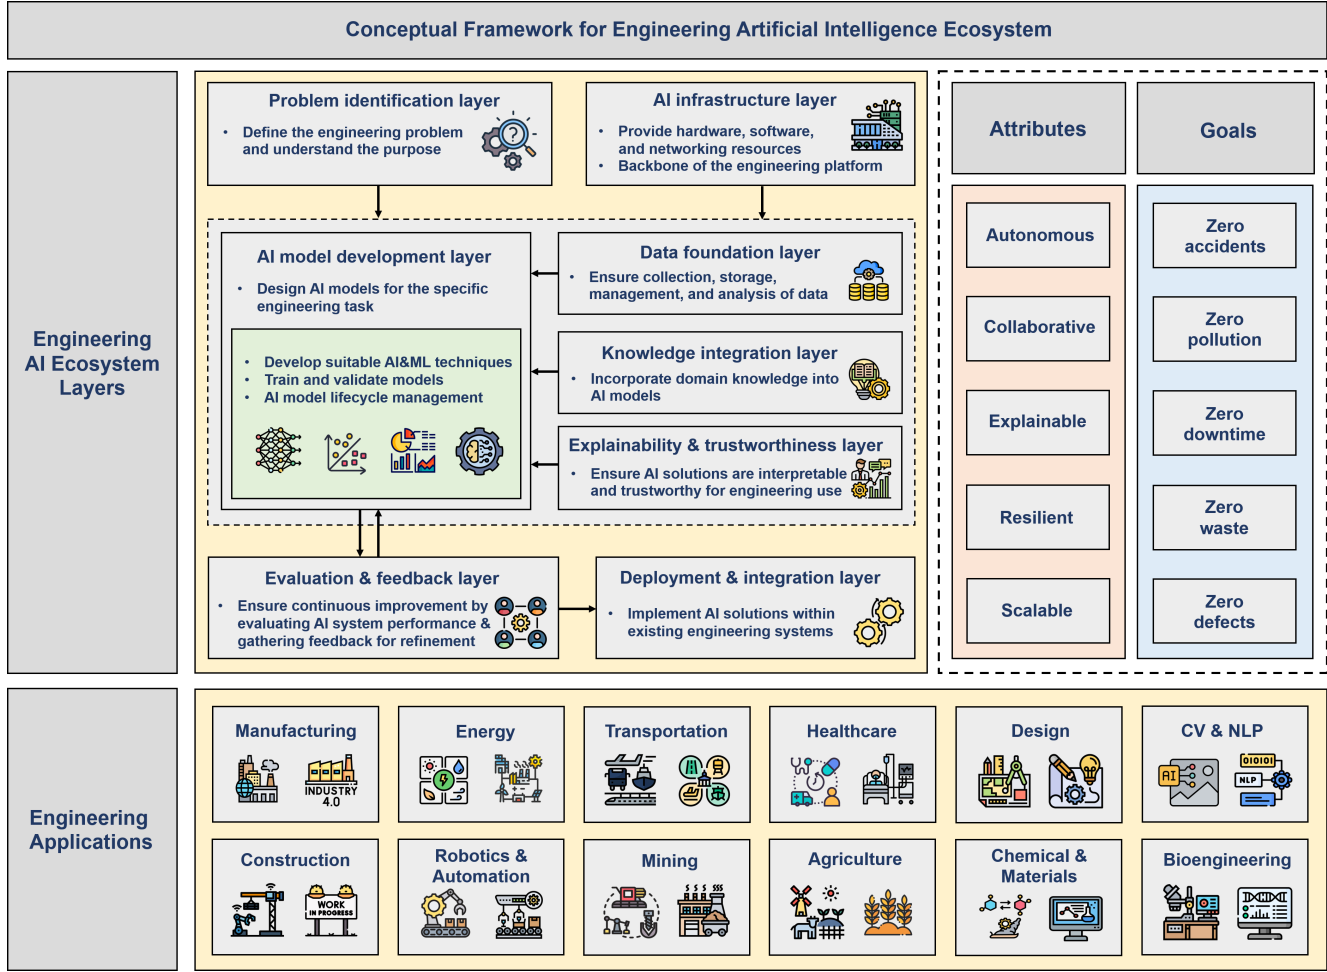 Conceptual Framework for Engineering Artificial Intelligence Ecosystem
Engineering
AI Ecosystem
Layers
Problem identification layer
• Define the engineering problem
and understand the purpose
AI infrastructure layer
• Provide hardware, software,
and networking resources
• Backbone of the engineering platform
AI model development layer
• Design AI models for the specific
engineering task
• Develop suitable AI&ML techniques
• Train and validate models
• AI model lifecycle management
Data foundation layer
• Ensure collection, storage,
management, and analysis of data
Knowledge integration layer
• Incorporate domain knowledge into
AI models
Explainability & trustworthiness layer
• Ensure AI solutions are interpretable
and trustworthy for engineering use
Evaluation & feedback layer
• Ensure continuous improvement by
evaluating AI system performance &
gathering feedback for refinement
Deployment & integration layer
• Implement AI solutions within
existing engineering systems
Attributes
Autonomous
Collaborative
Explainable
Resilient
Scalable
Goals
Zero
accidents
Zero
pollution
Zero
downtime
Zero
waste
Zero
defects
Engineering
Applications
Manufacturing
INDUSTRY
4.0
Energy
Transportation
Healthcare
Design
CV & NLP
AI
010101
NLP
Construction
WORK
IN PROGRESS
Robotics &
Automation
Mining
Agriculture
Chemical &
Materials
Bioengineering